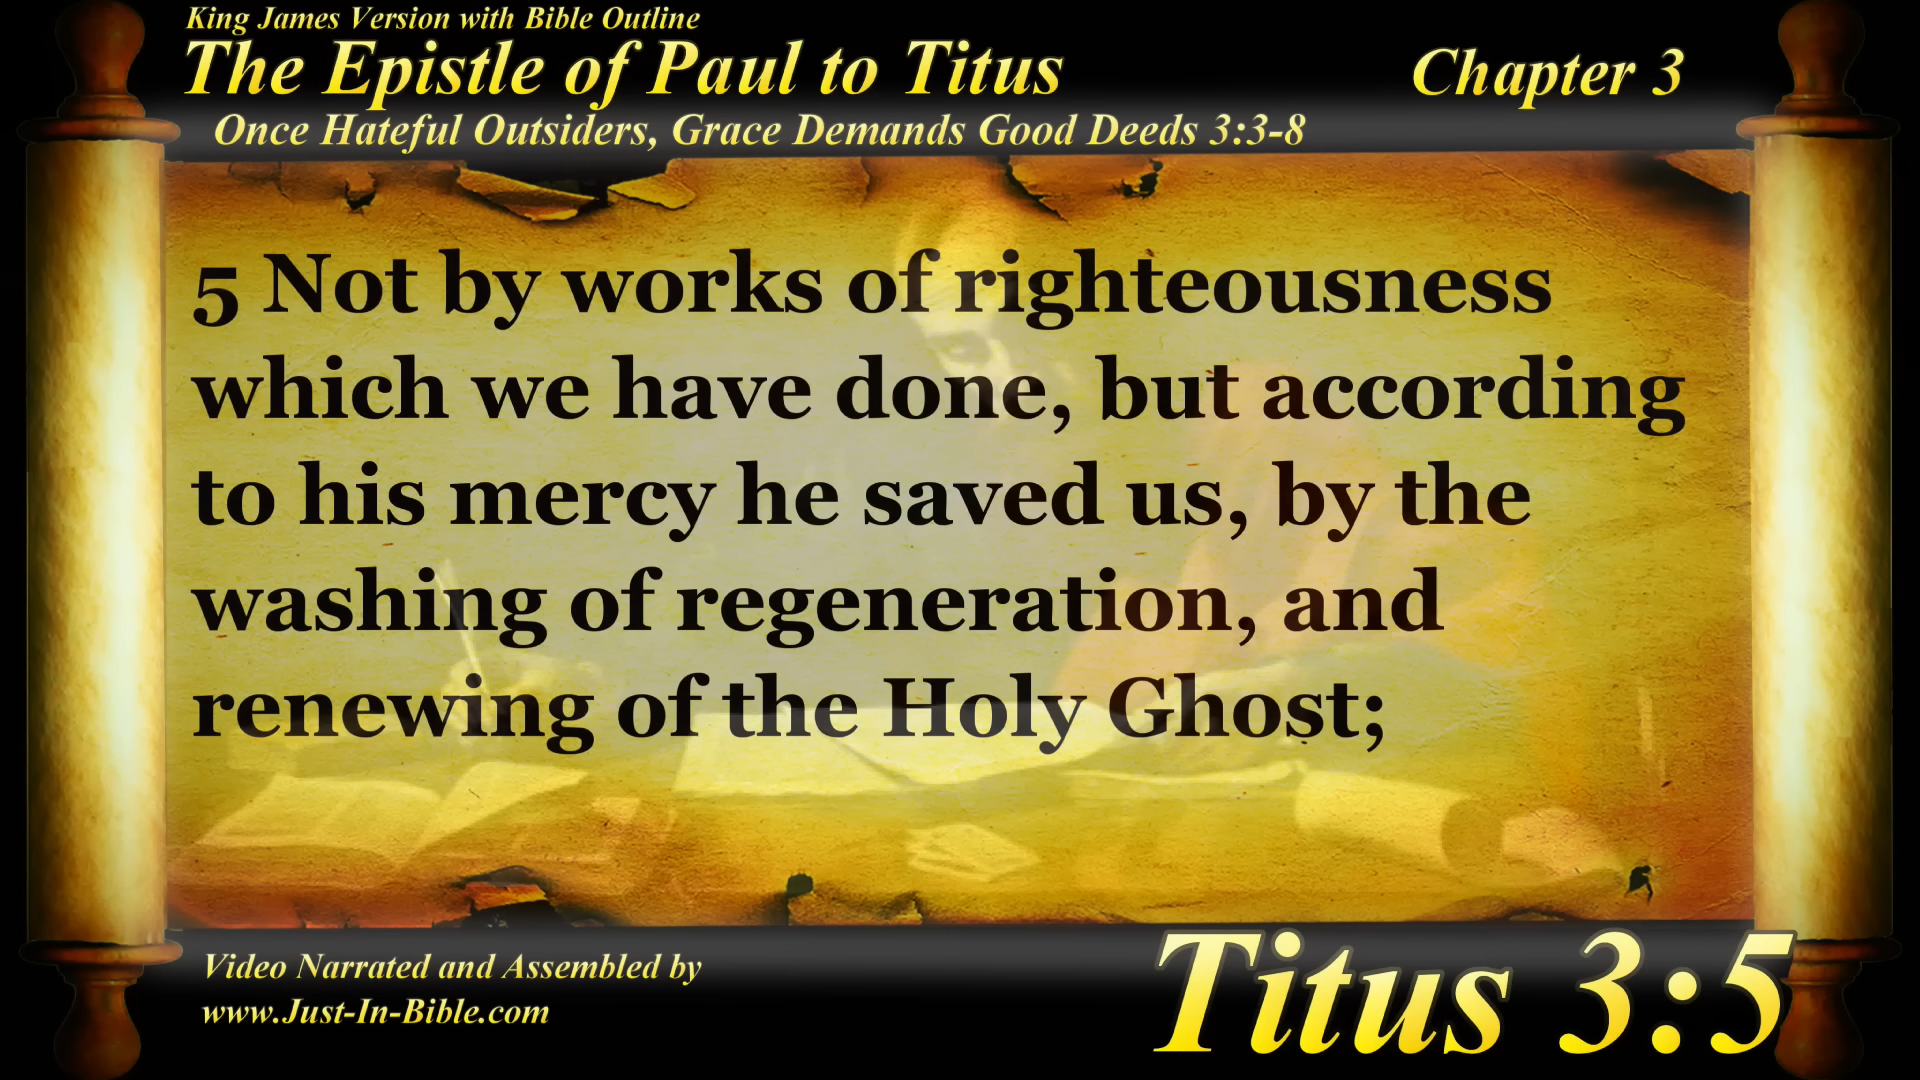 King James Version with Bible Outline
The Epistle of Paul to Titus
Chapter 3
Once Hateful Outsiders, Grace Demands Good Deeds 3:3-8
5 Not by works of righteousness
which we have done, but according
to his mercy he saved us, by the
washing of regeneration, and
renewing of the Holy Ghost;
Video Narrated and Assembled by
www.Just-In-Bible.com
Titus 3:5